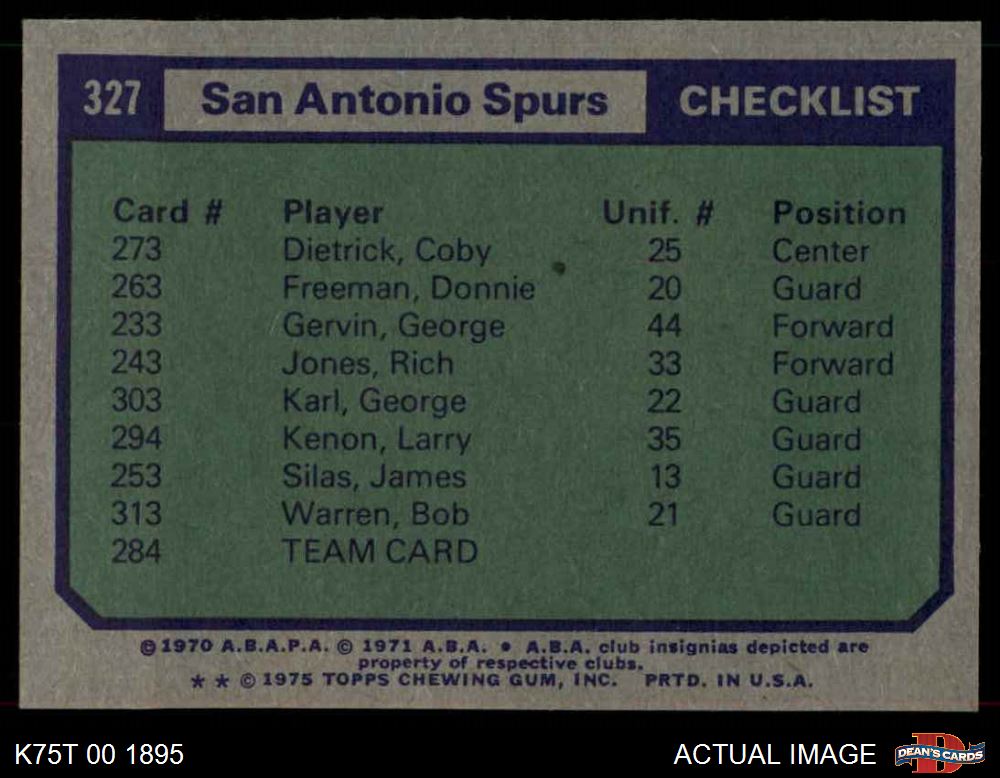 327 San Antonio Spurs CHECKLIST
Card # Player Unif. # Position
273 Dietrick, Coby 25 Center
263 Freeman, Donnie 20 Guard
233 Gervin, George 44 Forward
243 Jones, Rich 33 Forward
303 Karl, George 22 Guard
294 Kenon, Larry 35 Guard
253 Silas, James 13 Guard
313 Warren, Bob 21 Guard
284 TEAM CARD
© 1970 A.B.A.P.A. © 1971 A.B.A. • A.B.A. club insignias depicted are
property of respective clubs.
* * © 1975 TOPPS CHEWING GUM, INC. PRTD. IN U.S.A.
K75T 00 1895 ACTUAL IMAGE DEAN'S CARDS